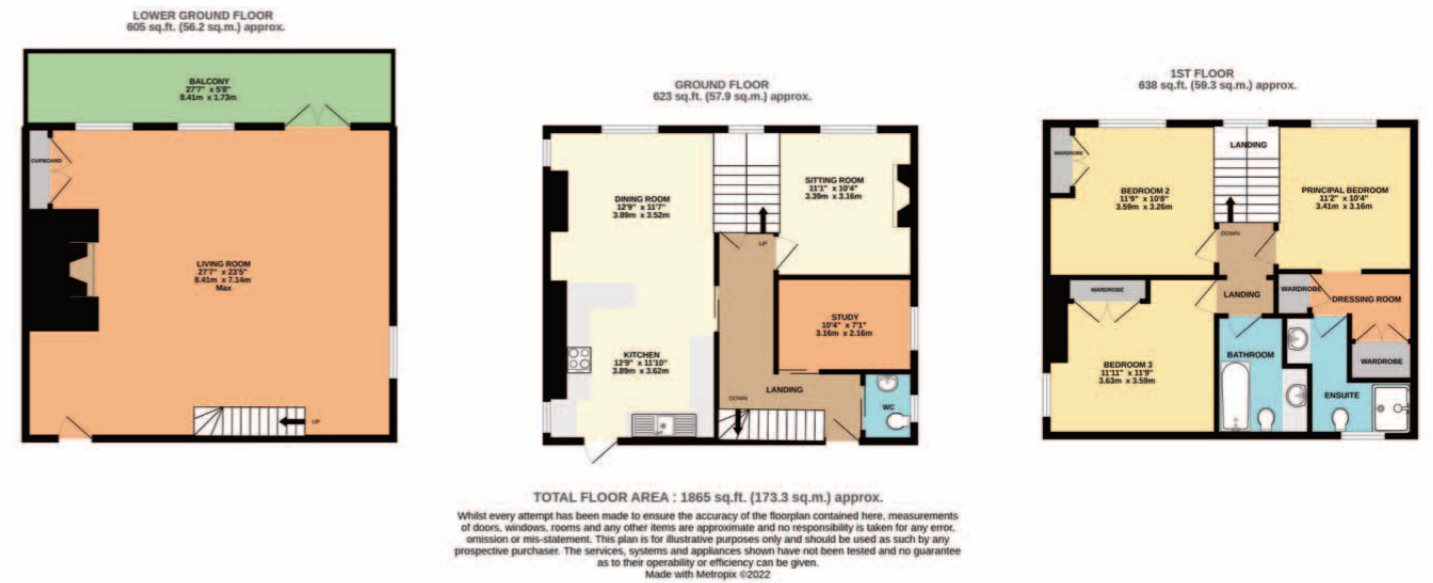 LOWER GROUND FLOOR
605 sq.ft. (56.2 sq.m.) approx.
BALCONY
27'7" x 5'8"
8.41m x 1.73m
CUPBOARD
LIVING ROOM
27'7" x 23'5"
8.41m x 7.14m
Max
UP
GROUND FLOOR
623 sq.ft. (57.9 sq.m.) approx.
DINING ROOM
12'9" x 11'7"
3.89m x 3.52m
SITTING ROOM
11'1" x 10'4"
3.39m x 3.16m
UP
STUDY
10'4" x 7'1"
3.16m x 2.16m
KITCHEN
12'9" x 11'10"
3.89m x 3.62m
LANDING
DOWN
WC
1ST FLOOR
638 sq.ft. (59.3 sq.m.) approx.
WARDROBE
LANDING
BEDROOM 2
11'9" x 10'8"
3.59m x 3.26m
PRINCIPAL BEDROOM
11'2" x 10'4"
3.41m x 3.16m
DOWN
WARDROBE
LANDING
WARDROBE
DRESSING ROOM
BEDROOM 3
11'11" x 11'9"
3.63m x 3.59m
BATHROOM
WARDROBE
ENSUITE
TOTAL FLOOR AREA : 1865 sq.ft. (173.3 sq.m.) approx.
Whilst every attempt has been made to ensure the accuracy of the floorplan contained here, measurements
of doors, windows, rooms and any other items are approximate and no responsibility is taken for any error,
omission or mis-statement. This plan is for illustrative purposes only and should be used as such by any
prospective purchaser. The services, systems and appliances shown have not been tested and no guarantee
as to their operability or efficiency can be given.
Made with Metropix ©2022